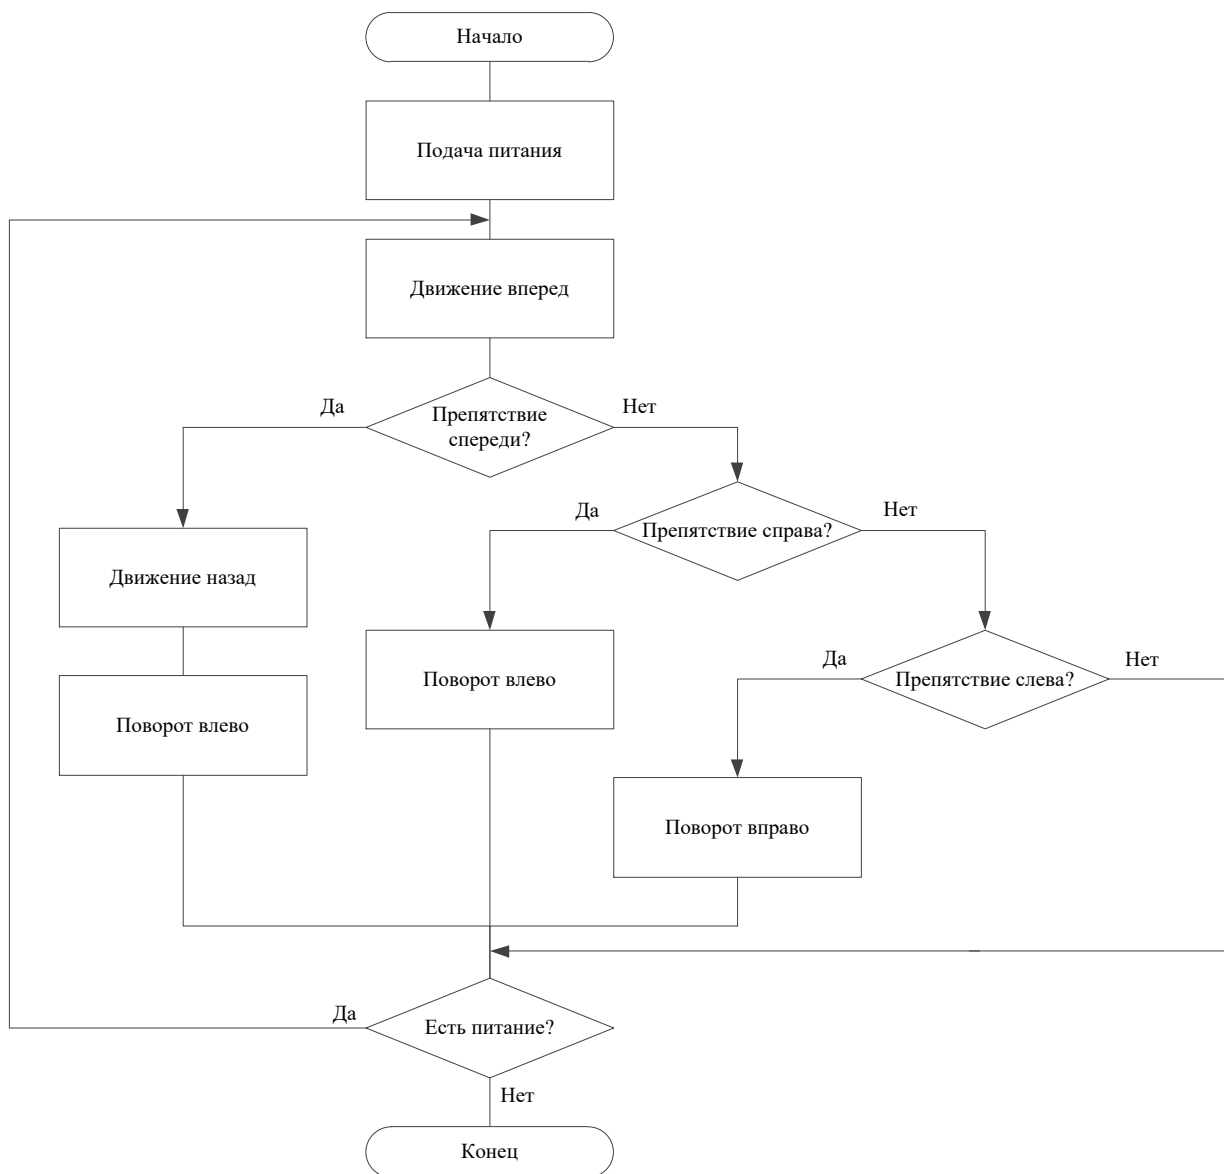 Начало
Подача питания
Движение вперед
Да
Препятствие
спереди?
Нет
Да
Препятствие справа?
Нет
Движение назад
Поворот влево
Да
Препятствие слева?
Нет
Поворот влево
Поворот вправо
Да
Есть питание?
Нет
Конец